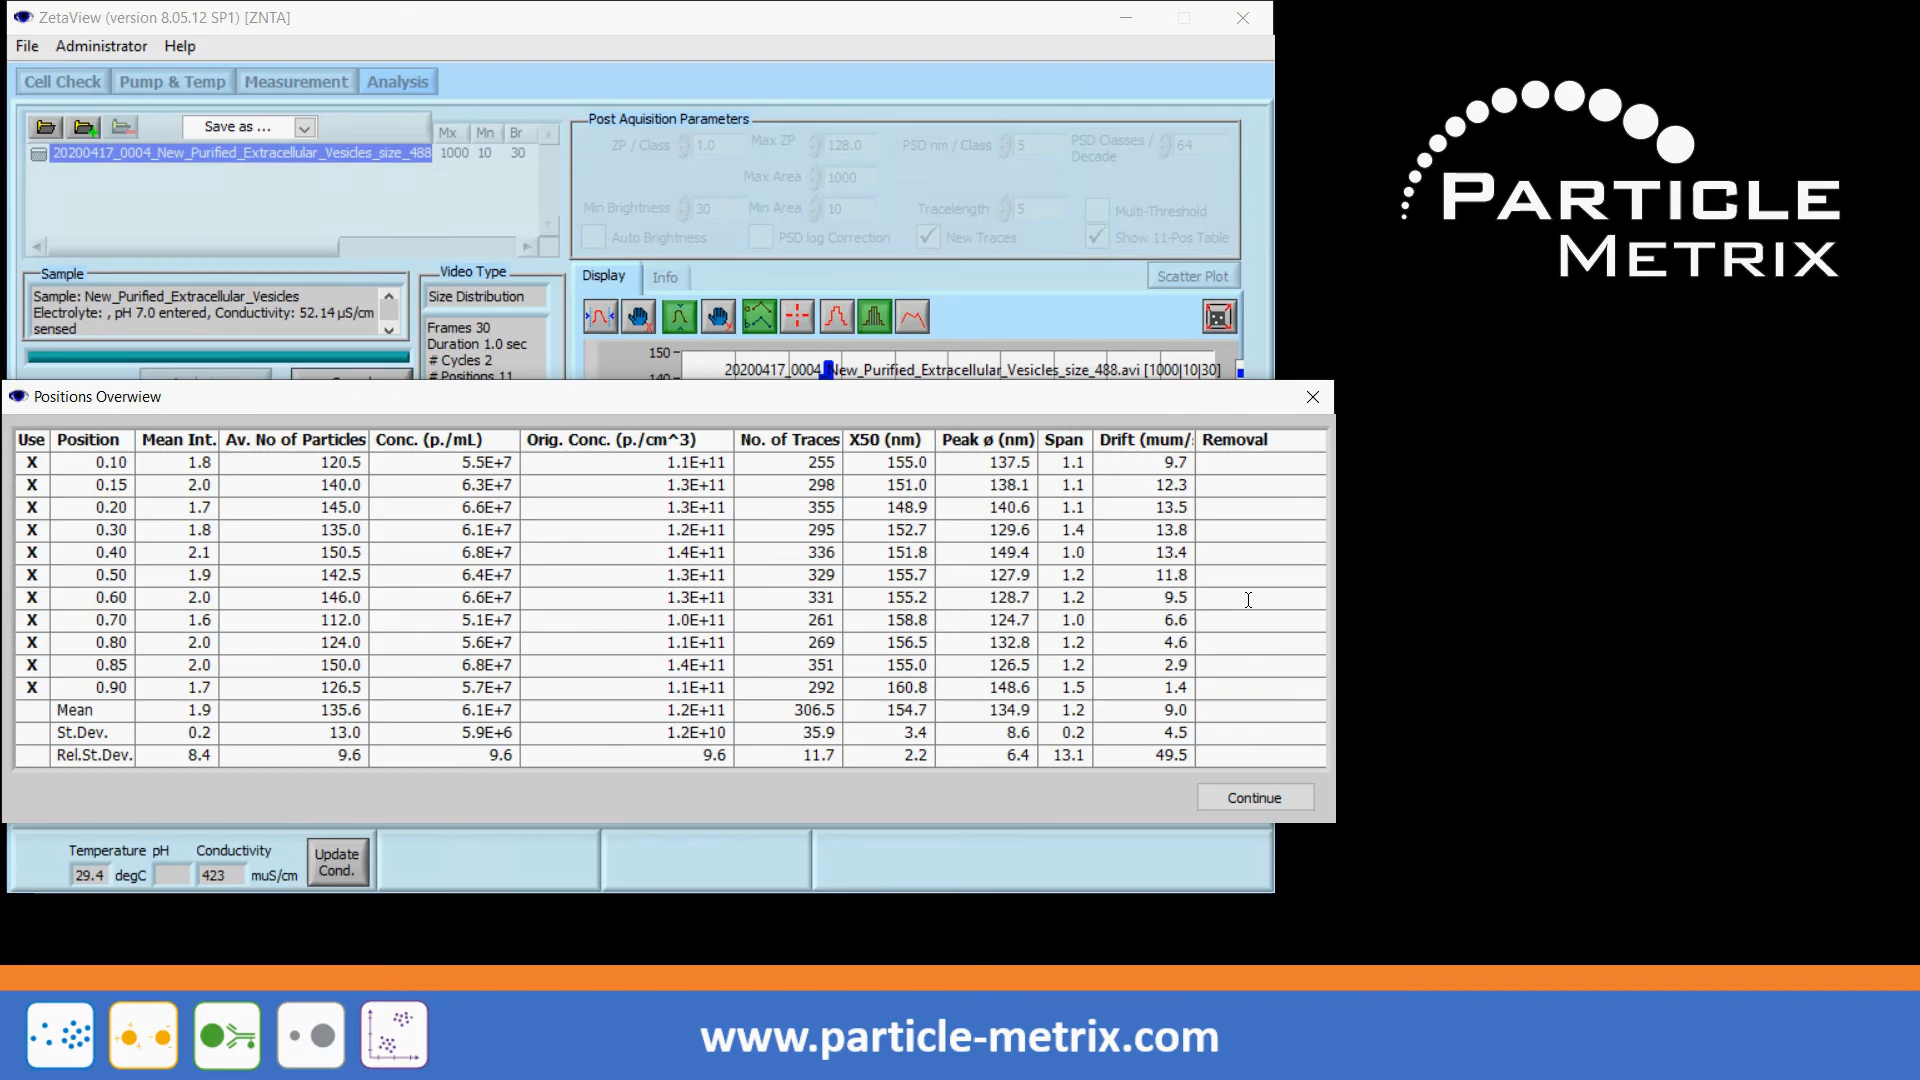 ZetaView (version 8.05.12 SP1) [ZNTA]
File Administrator Help
Cell Check Pump & Temp Measurement Analysis
Save as ...
Mx Mn Br
20200417_0004_New_Purified_Extracellular_Vesicles_size_488 1000 10 30
Post Aquisition Parameters
ZP / Class 1.0 Max ZP 128.0 PSD nm / Class 5 PSD Classes / Decade 64
Max Area 1000
Min Brightness 30 Min Area 10 Tracelength 5 Multi-Threshold
Auto Brightness PSD log Correction New Traces Show 11-Pos Table
Sample
Sample: New_Purified_Extracellular_Vesicles
Electrolyte: , pH 7.0 entered, Conductivity: 52.14 µS/cm
sensed
Video Type
Size Distribution
Frames 30
Duration 1.0 sec
# Cycles 2
# Positions 11
Display Info Scatter Plot
150
140
20200417_0004_New_Purified_Extracellular_Vesicles_size_488.avi [1000|10|30]
Positions Overwiew
Use Position Mean Int. Av. No of Particles Conc. (p./mL) Orig. Conc. (p./cm^3) No. of Traces X50 (nm) Peak ø (nm) Span Drift (mum/ Removal
X 0.10 1.8 120.5 5.5E+7 1.1E+11 255 155.0 137.5 1.1 9.7
X 0.15 2.0 140.0 6.3E+7 1.3E+11 298 151.0 138.1 1.1 12.3
X 0.20 1.7 145.0 6.6E+7 1.3E+11 355 148.9 140.6 1.1 13.5
X 0.30 1.8 135.0 6.1E+7 1.2E+11 295 152.7 129.6 1.4 13.8
X 0.40 2.1 150.5 6.8E+7 1.4E+11 336 151.8 149.4 1.0 13.4
X 0.50 1.9 142.5 6.4E+7 1.3E+11 329 155.7 127.9 1.2 11.8
X 0.60 2.0 146.0 6.6E+7 1.3E+11 331 155.2 128.7 1.2 9.5
X 0.70 1.6 112.0 5.1E+7 1.0E+11 261 158.8 124.7 1.0 6.6
X 0.80 2.0 124.0 5.6E+7 1.1E+11 269 156.5 132.8 1.2 4.6
X 0.85 2.0 150.0 6.8E+7 1.4E+11 351 155.0 126.5 1.2 2.9
X 0.90 1.7 126.5 5.7E+7 1.1E+11 292 160.8 148.6 1.5 1.4
Mean 1.9 135.6 6.1E+7 1.2E+11 306.5 154.7 134.9 1.2 9.0
St.Dev. 0.2 13.0 5.9E+6 1.2E+10 35.9 3.4 8.6 0.2 4.5
Rel.St.Dev. 8.4 9.6 9.6 9.6 11.7 2.2 6.4 13.1 49.5
Continue
Temperature pH Conductivity
29.4 degC 423 muS/cm
Update
Cond.
PARTICLE
METRIX
www.particle-metrix.com